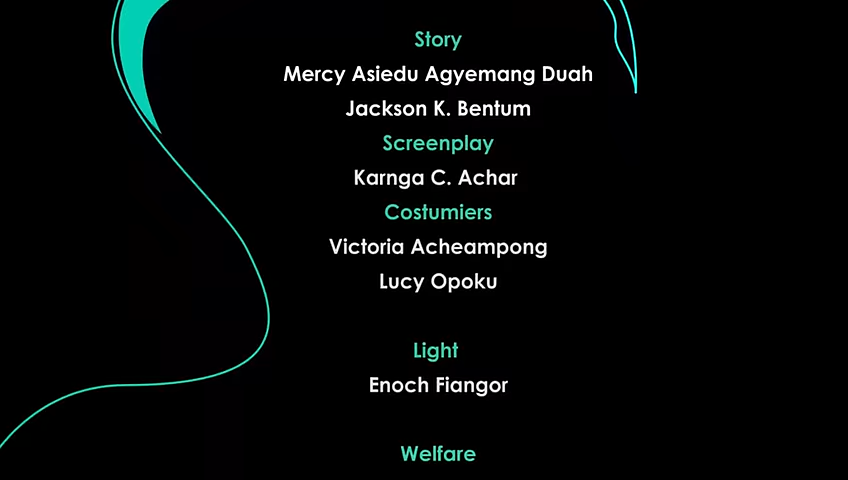 Story
Mercy Asiedu Agyemang Duah
Jackson K. Bentum
Screenplay
Karnga C. Achar
Costumiers
Victoria Acheampong
Lucy Opoku
Light
Enoch Fiangor
Welfare